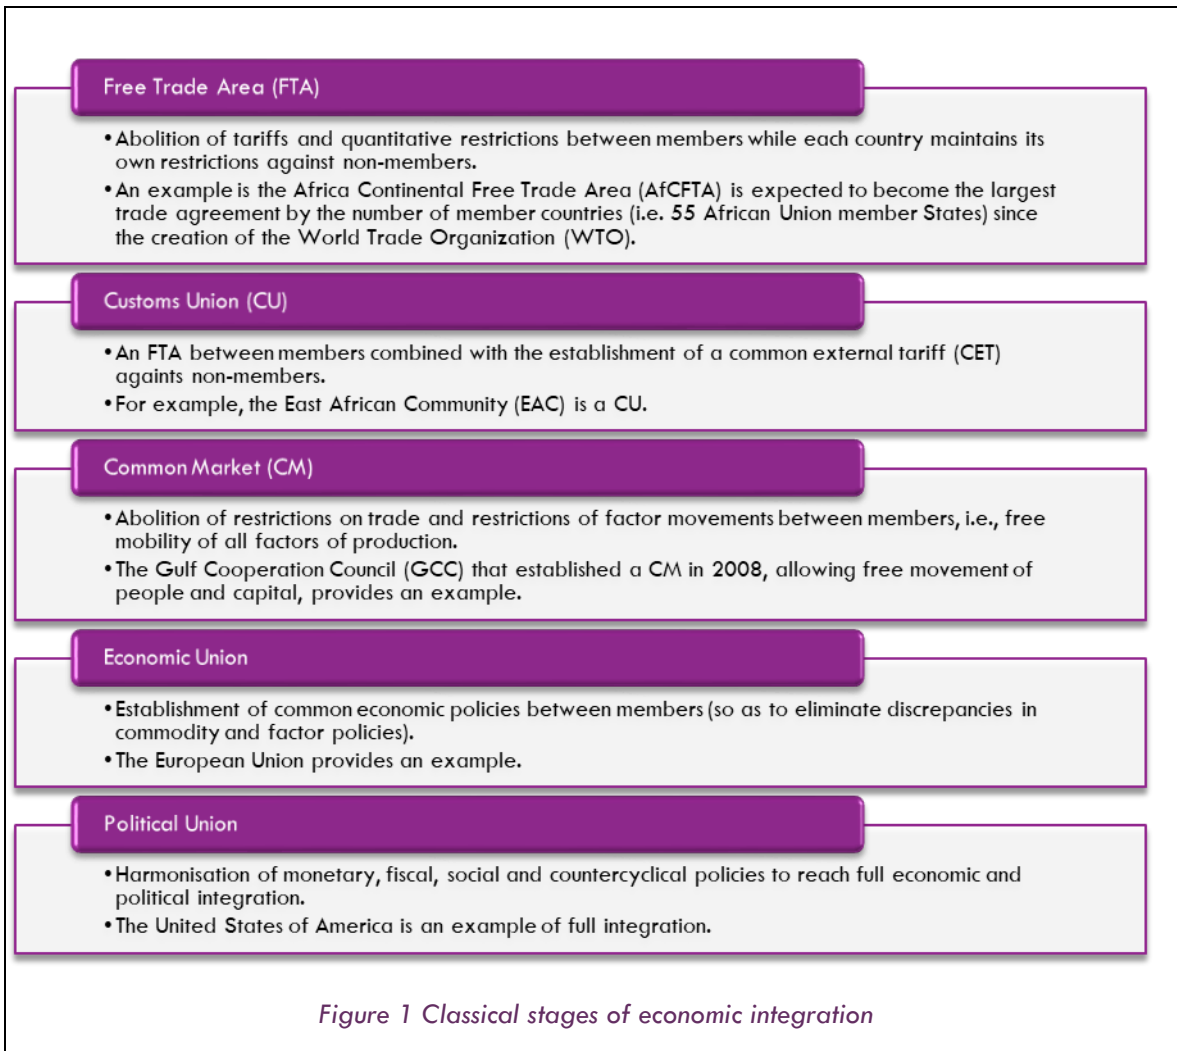 Free Trade Area (FTA)
•Abolition of tariffs and quantitative restrictions between members while each country maintains its
own restrictions against non-members.
•An example is the Africa Continental Free Trade Area (AfCFTA) is expected to become the largest
trade agreement by the number of member countries (i.e. 55 African Union member States) since
the creation of the World Trade Organization (WTO).
Customs Union (CU)
•An FTA between members combined with the establishment of a common external tariff (CET)
againts non-members.
•For example, the East African Community (EAC) is a CU.
Common Market (CM)
•Abolition of restrictions on trade and restrictions of factor movements between members, i.e., free
mobility of all factors of production.
•The Gulf Cooperation Council (GCC) that established a CM in 2008, allowing free movement of
people and capital, provides an example.
Economic Union
•Establishment of common economic policies between members (so as to eliminate discrepancies in
commodity and factor policies).
•The European Union provides an example.
Political Union
•Harmonisation of monetary, fiscal, social and countercyclical policies to reach full economic and
political integration.
•The United States of America is an example of full integration.
Figure 1 Classical stages of economic integration